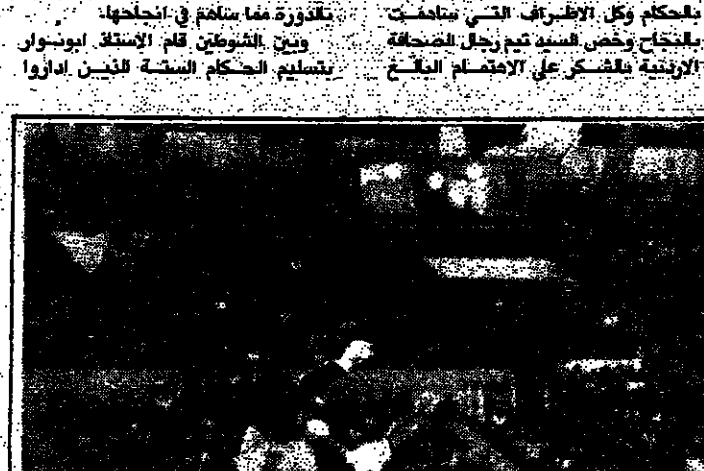 بالحكام وكل الاطراف التي ساهمت
بالنجاح وخص السيد تيم رجال الصحافة
الاردنية بالشكر على الاهتمام البالغ
بالدورة مما ساهم في انجاحها.
وبين الشوطين قام الاستاذ ابونوار
بتسليم الحكام الستة الذين اداروا